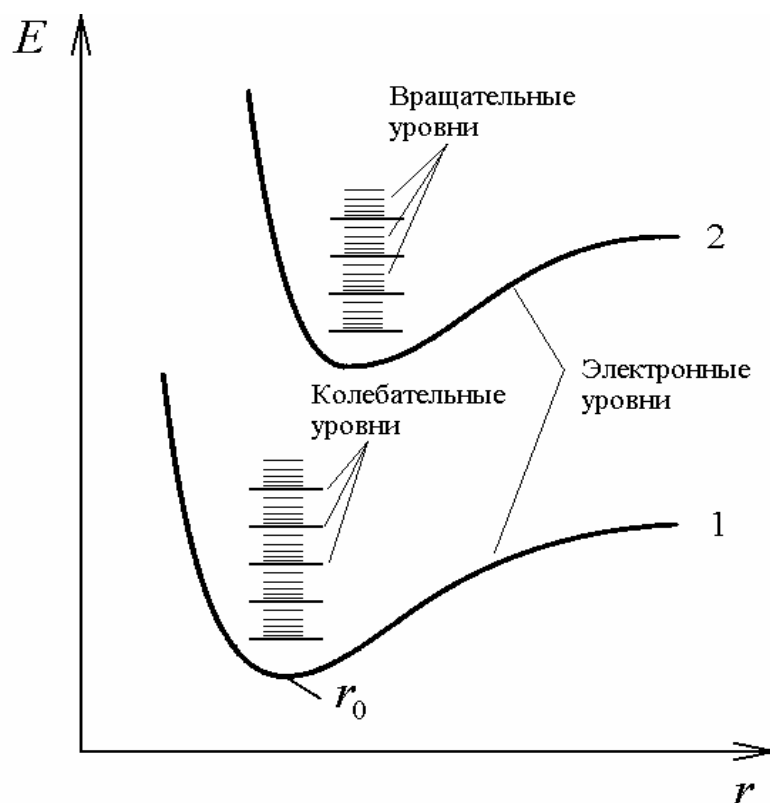 E
Вращательные
уровни
2
Электронные
уровни
Колебательные
уровни
1
r₀
r